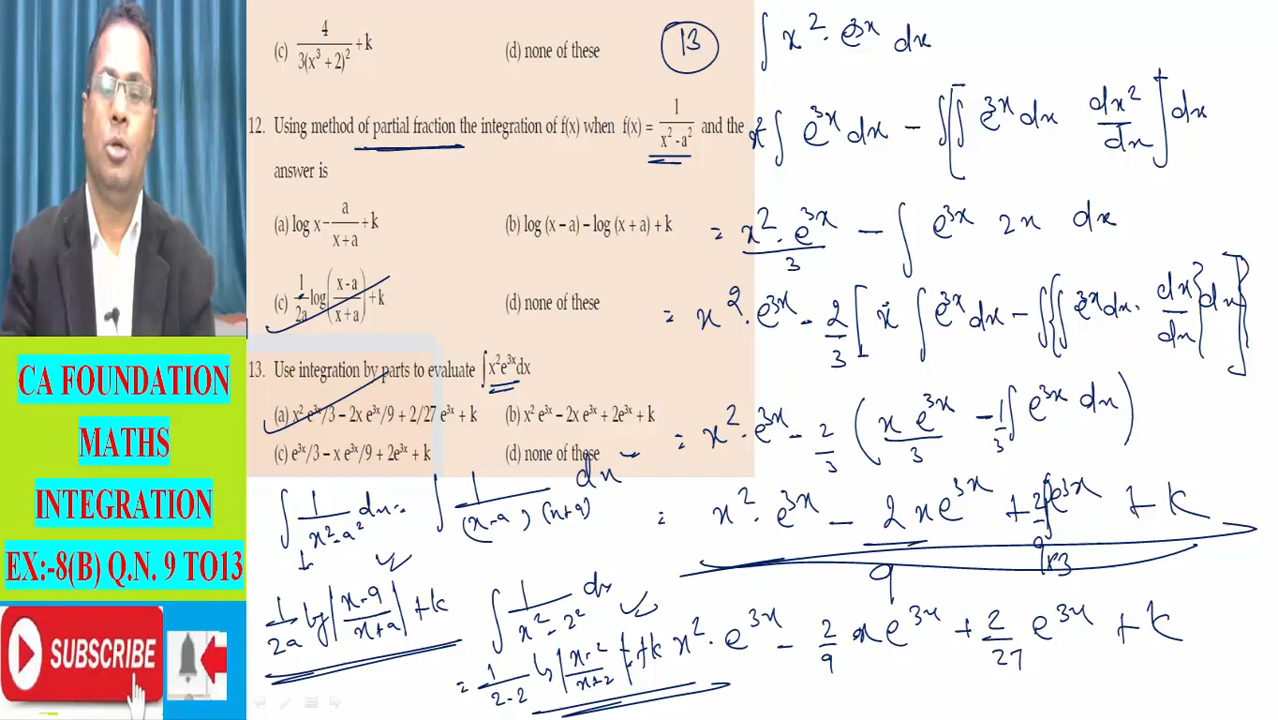 (c) 4/3(x³ + 2)² + k (d) none of these
13
12. Using method of partial fraction the integration of f(x) when f(x) = 1/x² - a² and the
answer is
(a) log x − a/x+a + k (b) log (x − a) − log (x + a) + k
(c) 1/2a log(x - a/x + a) + k (d) none of these
13. Use integration by parts to evaluate ∫x²e³ˣdx
(a) x² e³ˣ/3 − 2x e³ˣ/9 + 2/27 e³ˣ + k (b) x² e³ˣ − 2x e³ˣ + 2e³ˣ + k
(c) e³ˣ/3 − x e³ˣ/9 + 2e³ˣ + k (d) none of these
∫ x² · e³ˣ dx
x² ∫ e³ˣ dx − ∫[∫ e³ˣ dx dx²/dx] dx
= x² · e³ˣ/3 − ∫ e³ˣ 2x dx
= x² · e³ˣ − 2/3 [x ∫ e³ˣ dx − ∫{∫ e³ˣ dx · dx/dx} dx]
= x² · e³ˣ − 2/3 (x e³ˣ/3 − 1/3 ∫ e³ˣ dx)
= x² · e³ˣ − 2x e³ˣ/9 + 2/9×3 e³ˣ + k
x² · e³ˣ − 2/9 x e³ˣ + 2/27 e³ˣ + k
∫ 1/x²-a² dx = ∫ 1/(x-a)(x+a) dx
1/2a log |x-a/x+a| + k
∫ 1/x² - 2² dx
= 1/2·2 log |x-2/x+2| + k
CA FOUNDATION
MATHS
INTEGRATION
EX:-8(B) Q.N. 9 TO13
SUBSCRIBE